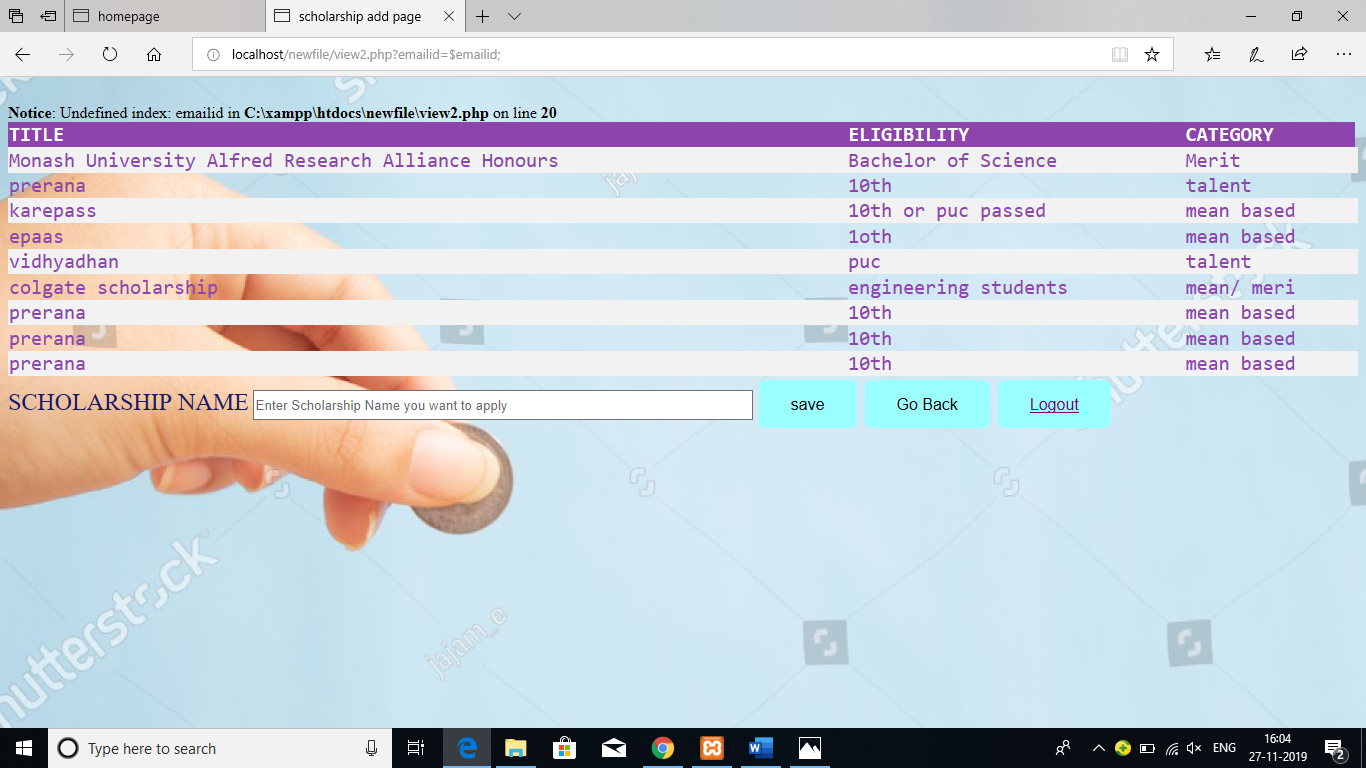 homepage
scholarship add page
localhost/newfile/view2.php?emailid=$emailid;
Notice: Undefined index: emailid in C:\xampp\htdocs\newfile\view2.php on line 20
TITLE ELIGIBILITY CATEGORY
Monash University Alfred Research Alliance Honours Bachelor of Science Merit
prerana 10th talent
karepass 10th or puc passed mean based
epaas 1oth mean based
vidhyadhan puc talent
colgate scholarship engineering students mean/ meri
prerana 10th mean based
prerana 10th mean based
prerana 10th mean based
SCHOLARSHIP NAME Enter Scholarship Name you want to apply save Go Back Logout
shutterstock
jajam_e
Type here to search
ENG
16:04
27-11-2019
2